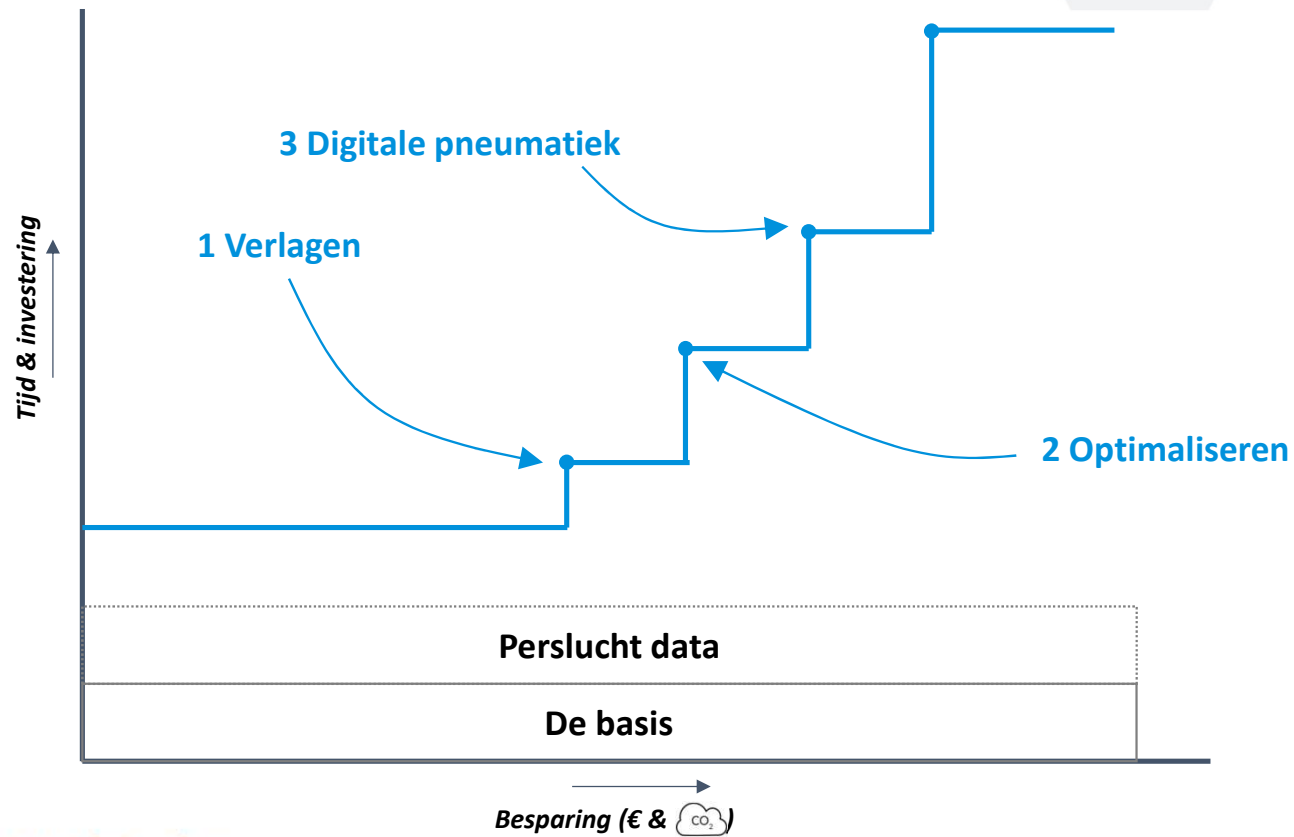 3 Digitale pneumatiek
1 Verlagen
Tijd & investering
2 Optimaliseren
Perslucht data
De basis
Besparing (€ & CO₂)